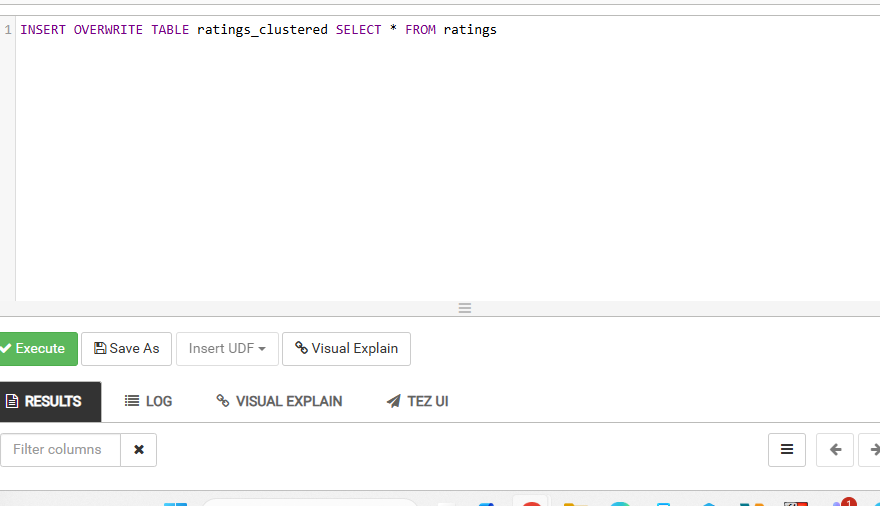 1 INSERT OVERWRITE TABLE ratings_clustered SELECT * FROM ratings
Execute Save As Insert UDF Visual Explain
RESULTS LOG VISUAL EXPLAIN TEZ UI
Filter columns
1